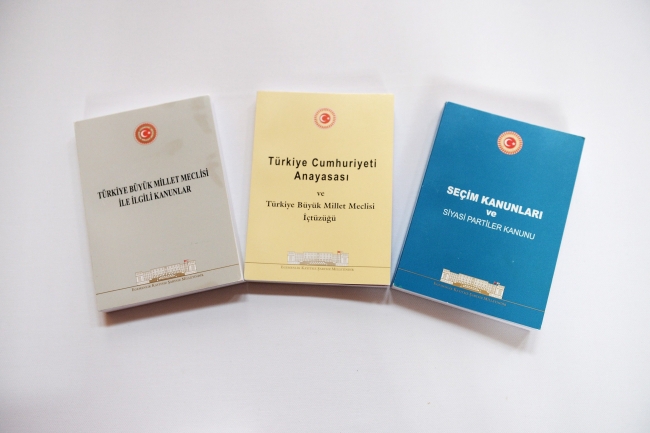 TÜRKİYE BÜYÜK MİLLET MECLİSİ
İLE İLGİLİ KANUNLAR
Türkiye Cumhuriyeti
Anayasası
ve
Türkiye Büyük Millet Meclisi
İçtüzüğü
SEÇİM KANUNLARI
ve
SİYASİ PARTİLER KANUNU